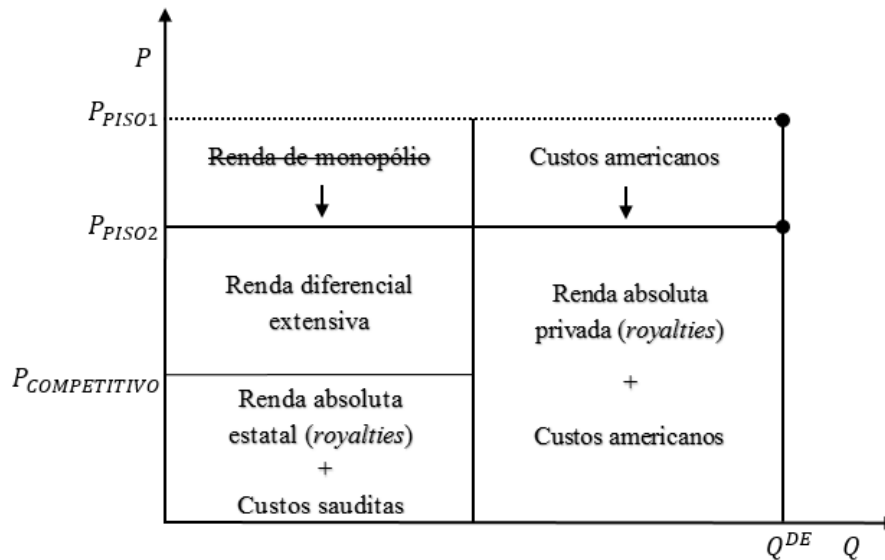 P
P_PISO1
Renda de monopólio
Custos americanos
P_PISO2
Renda diferencial
extensiva
Renda absoluta
privada (royalties)
+
Custos americanos
P_COMPETITIVO
Renda absoluta
estatal (royalties)
+
Custos sauditas
Q^DE
Q